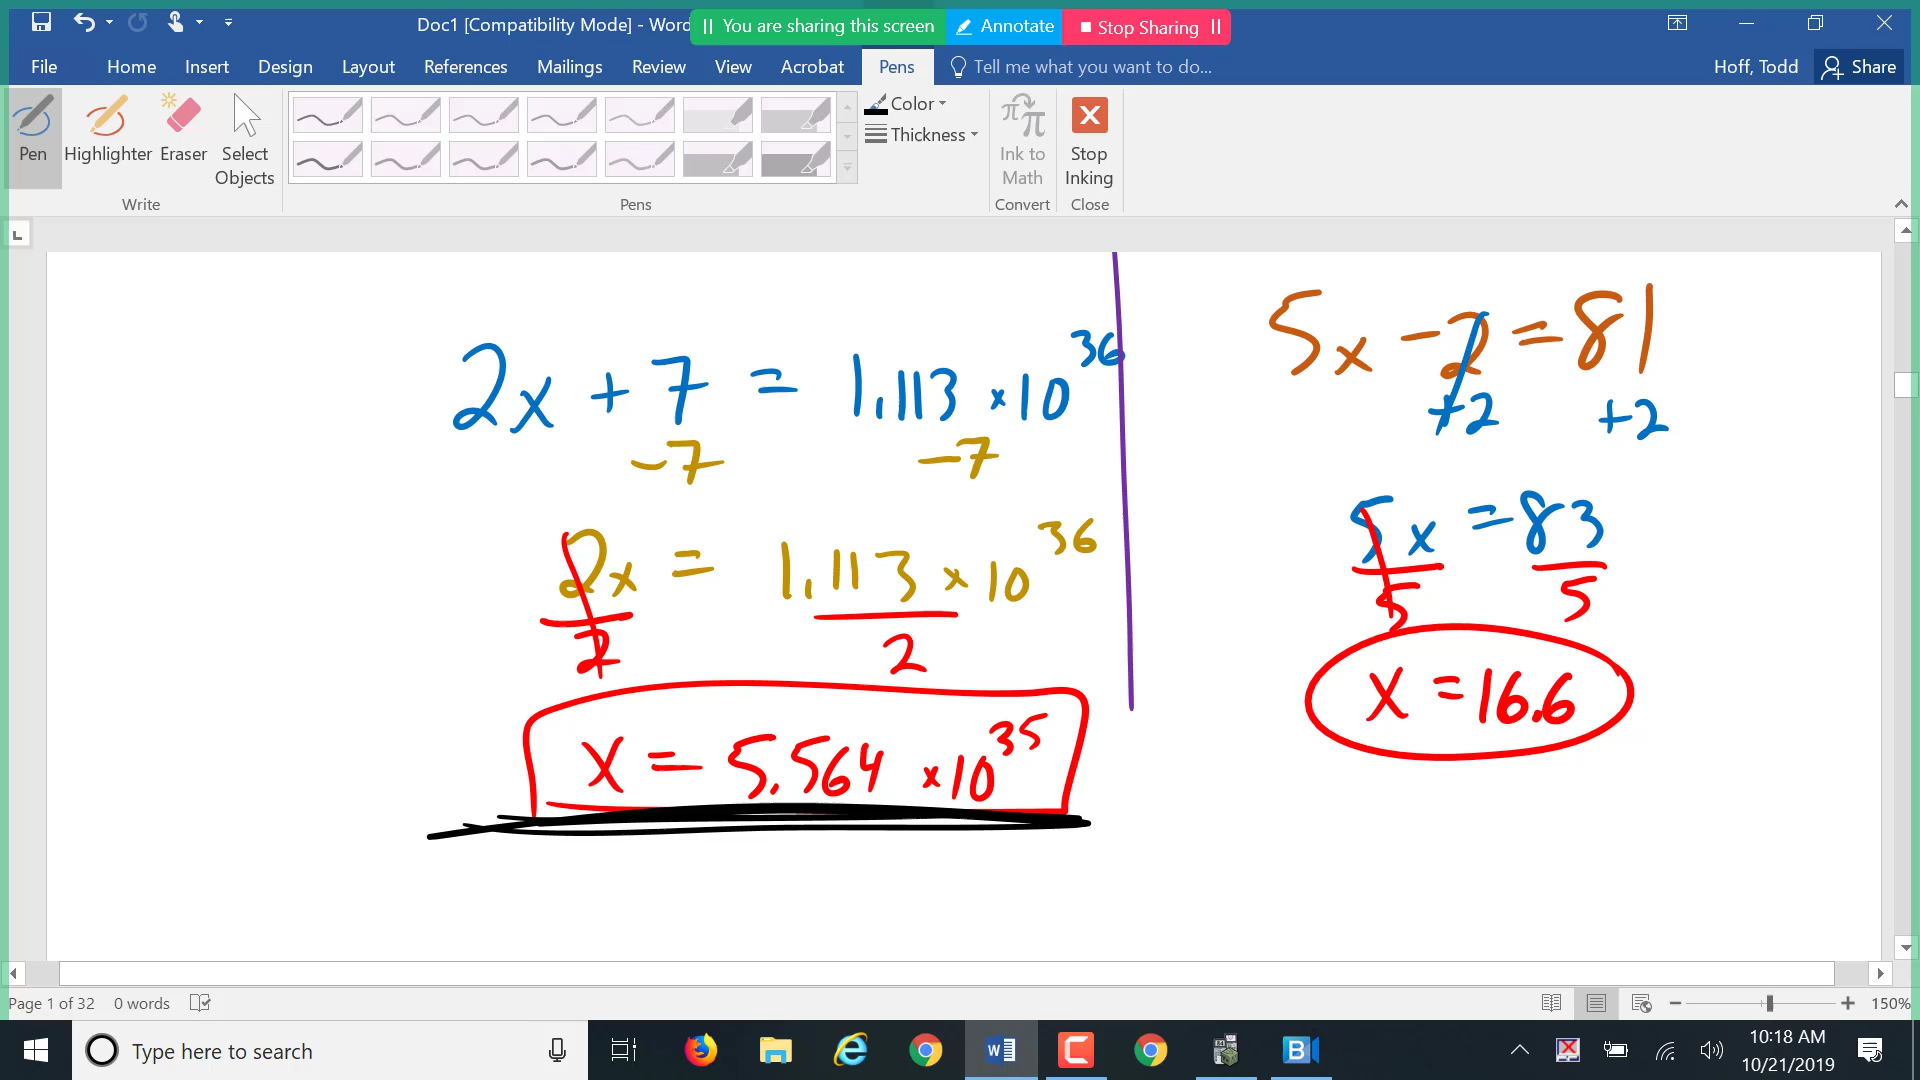 Doc1 [Compatibility Mode] - Word
You are sharing this screen
Annotate
Stop Sharing
File Home Insert Design Layout References Mailings Review View Acrobat Pens Tell me what you want to do... Hoff, Todd Share
Pen Highlighter Eraser Select Objects
Color
Thickness
Ink to Math
Stop Inking
Write Pens Convert Close
2x + 7 = 1.113 × 10^36
-7 -7
2x = 1.113 × 10^36
2 2
x = 5.564 × 10^35
5x - 2 = 81
+2 +2
5x = 83
5 5
x = 16.6
Page 1 of 32 0 words 150%
Type here to search
10:18 AM
10/21/2019